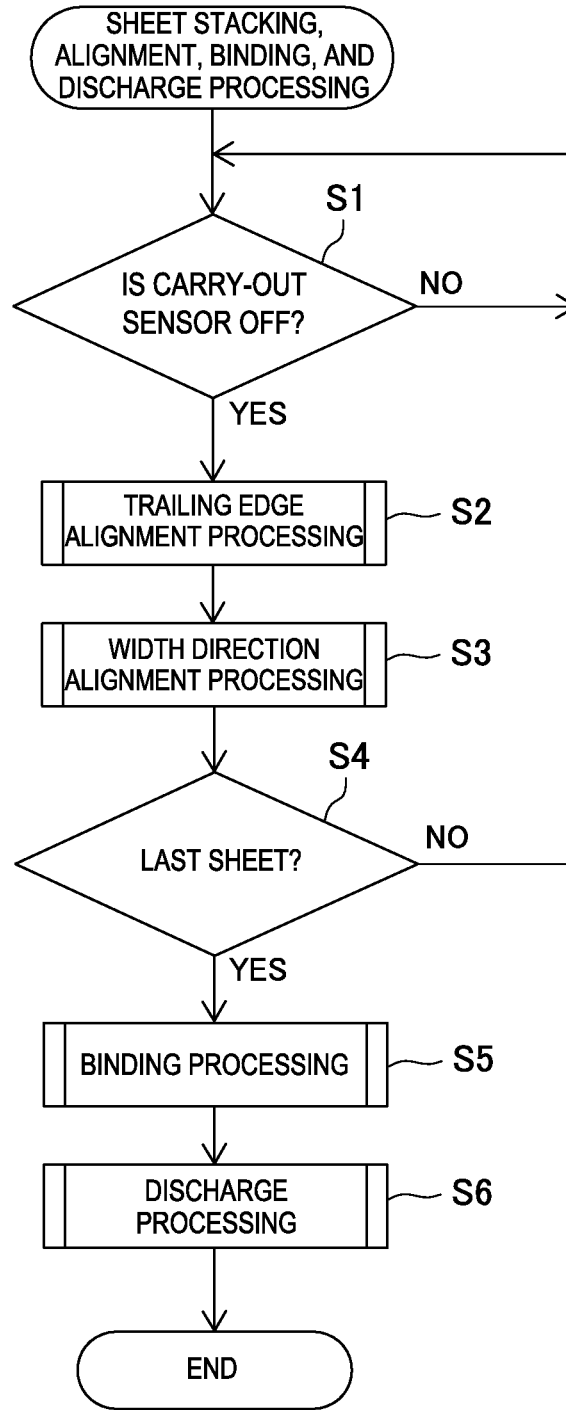 SHEET STACKING,
ALIGNMENT, BINDING, AND
DISCHARGE PROCESSING
S1
IS CARRY-OUT
SENSOR OFF?
NO
YES
TRAILING EDGE
ALIGNMENT PROCESSING
S2
WIDTH DIRECTION
ALIGNMENT PROCESSING
S3
S4
LAST SHEET?
NO
YES
BINDING PROCESSING
S5
DISCHARGE
PROCESSING
S6
END